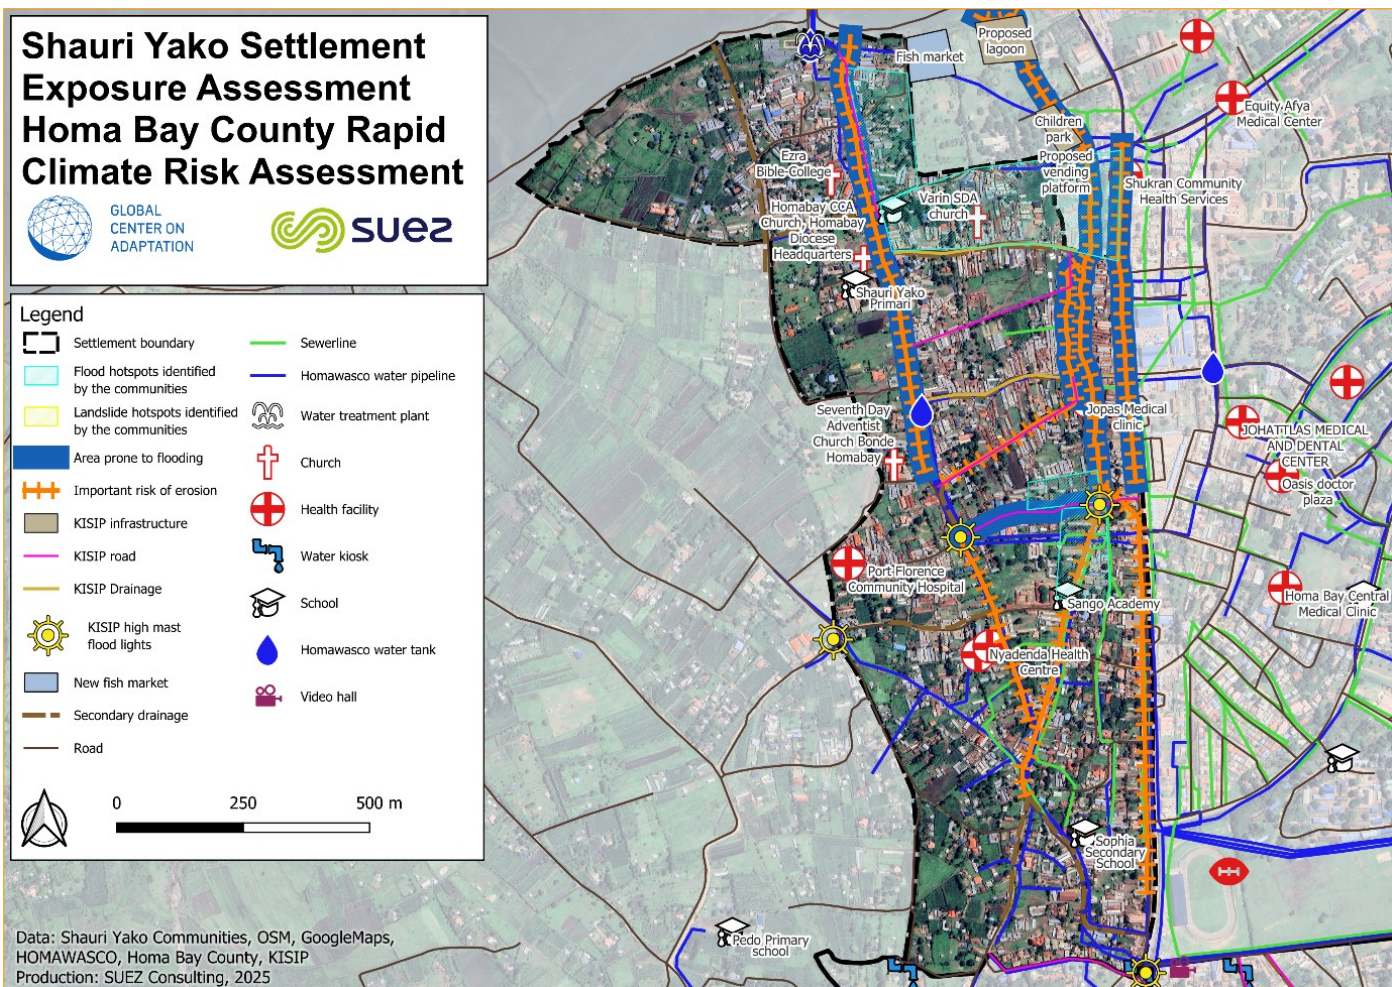 Shauri Yako Settlement
Exposure Assessment
Homa Bay County Rapid
Climate Risk Assessment
GLOBAL
CENTER ON
ADAPTATION
suez
Legend
Settlement boundary
Flood hotspots identified
by the communities
Landslide hotspots identified
by the communities
Area prone to flooding
Important risk of erosion
KISIP infrastructure
KISIP road
KISIP Drainage
KISIP high mast
flood lights
New fish market
Secondary drainage
Road
Sewerline
Homawasco water pipeline
Water treatment plant
Church
Health facility
Water kiosk
School
Homawasco water tank
Video hall
0 250 500 m
Data: Shauri Yako Communities, OSM, GoogleMaps,
HOMAWASCO, Homa Bay County, KISIP
Production: SUEZ Consulting, 2025
Proposed
lagoon
Fish market
Equity Afya
Medical Center
Children
park
Proposed
vending
platform
Ezra
Bible-College
Shukran Community
Health Services
Varin SDA
church
Homabay CCA
Church, Homabay
Diocese
Headquarters
Shauri Yako
Primari
Seventh Day
Adventist
Church Bonde
Homabay
Jopas Medical
clinic
JOHATTLAS MEDICAL
AND DENTAL
CENTER
Oasis doctor
plaza
Port Florence
Community Hospital
Sango Academy
Homa Bay Central
Medical Clinic
Nyadenda Health
Centre
Sophia
Secondary
School
Pedo Primary
school